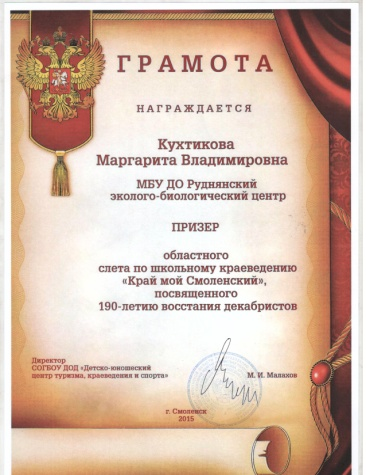 ГРАМОТА
НАГРАЖДАЕТСЯ
Кухтикова
Маргарита Владимировна
МБУ ДО Руднянский
эколого-биологический центр
ПРИЗЕР
областного
слета по школьному краеведению
«Край мой Смоленский»,
посвященного
190-летию восстания декабристов
Директор
СОГБОУ ДОД «Детско-юношеский
центр туризма, краеведения и спорта»
М. И. Малахов
г. Смоленск
2015